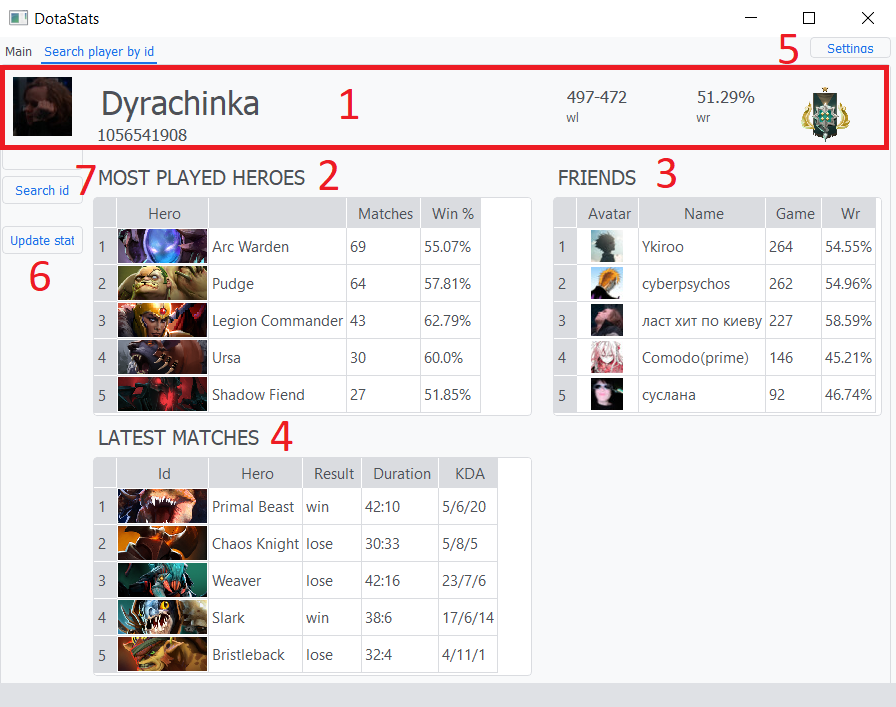 DotaStats
Main Search player by id 5 Settings
Dyrachinka 1 497-472 51.29%
1056541908 wl wr
7 MOST PLAYED HEROES 2 FRIENDS 3
Search id
Update stat
6
Hero Matches Win %
1 Arc Warden 69 55.07%
2 Pudge 64 57.81%
3 Legion Commander 43 62.79%
4 Ursa 30 60.0%
5 Shadow Fiend 27 51.85%
Avatar Name Game Wr
1 Ykiroo 264 54.55%
2 cyberpsychos 262 54.96%
3 ласт хит по киеву 227 58.59%
4 Comodo(prime) 146 45.21%
5 суслана 92 46.74%
LATEST MATCHES 4
Id Hero Result Duration KDA
1 Primal Beast win 42:10 5/6/20
2 Chaos Knight lose 30:33 5/8/5
3 Weaver lose 42:16 23/7/6
4 Slark win 38:6 17/6/14
5 Bristleback lose 32:4 4/11/1